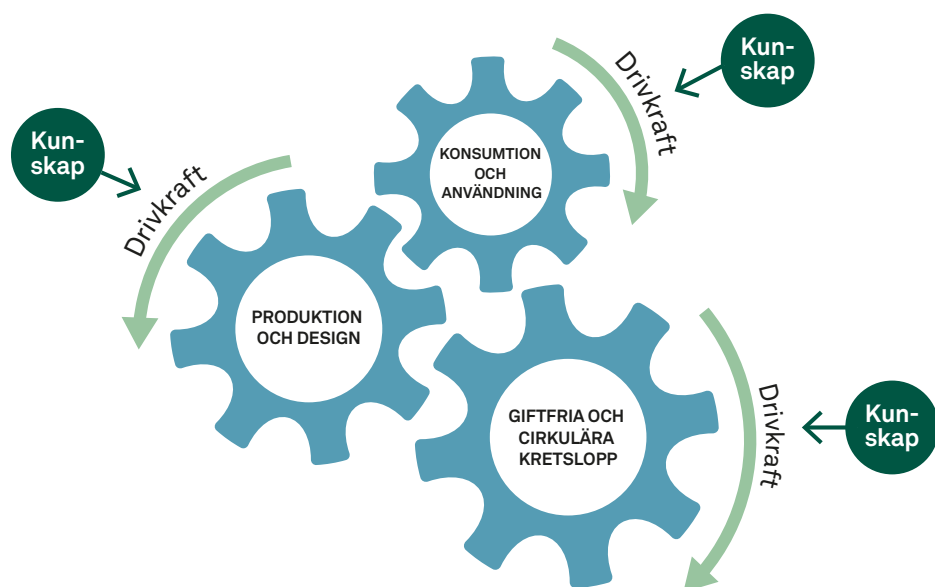 Kun-
skap
Drivkraft
KONSUMTION
OCH
ANVÄNDNING
Drivkraft
Kun-
skap
PRODUKTION
OCH DESIGN
GIFTFRIA OCH
CIRKULÄRA
KRETSLOPP
Drivkraft
Kun-
skap